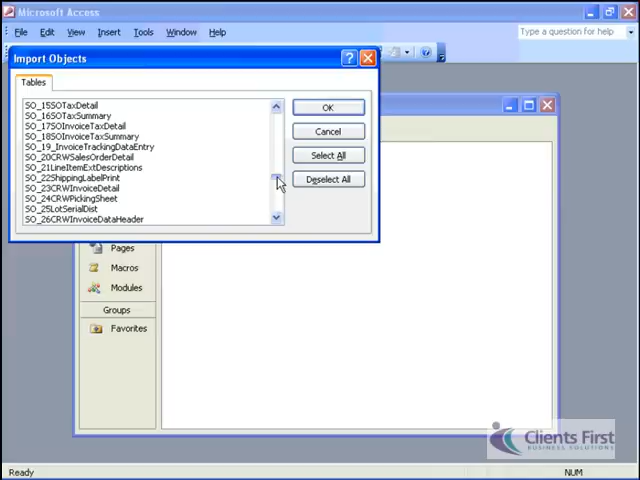 Microsoft Access
File Edit View Insert Tools Window Help
Type a question for help
Import Objects
Tables
SO_15SOTaxDetail
SO_16SOTaxSummary
SO_17SOInvoiceTaxDetail
SO_18SOInvoiceTaxSummary
SO_19_InvoiceTrackingDataEntry
SO_20CRWSalesOrderDetail
SO_21LineItemExtDescriptions
SO_22ShippingLabelPrint
SO_23CRWInvoiceDetail
SO_24CRWPickingSheet
SO_25LotSerialDist
SO_26CRWInvoiceDataHeader
OK
Cancel
Select All
Deselect All
Pages
Macros
Modules
Groups
Favorites
Clients First
BUSINESS SOLUTIONS
Ready
NUM